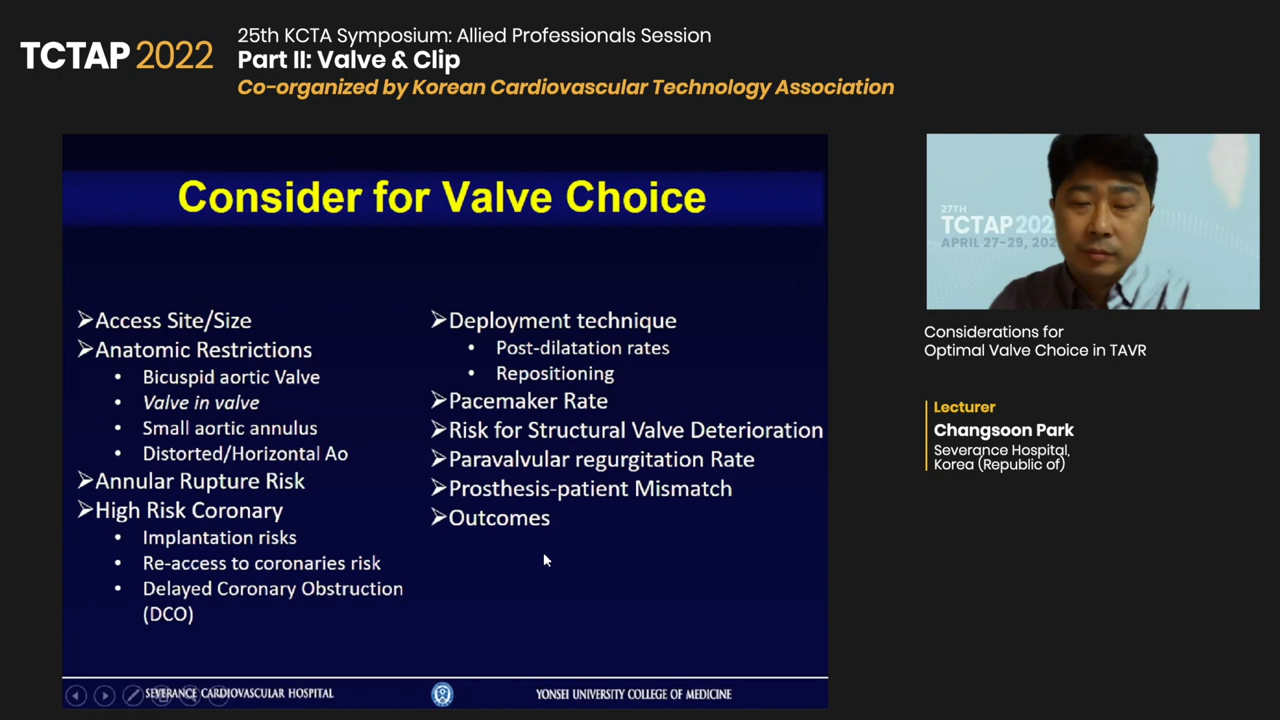 TCTAP 2022
25th KCTA Symposium: Allied Professionals Session
Part II: Valve & Clip
Co-organized by Korean Cardiovascular Technology Association
Consider for Valve Choice
➢Access Site/Size
➢Anatomic Restrictions
• Bicuspid aortic Valve
• Valve in valve
• Small aortic annulus
• Distorted/Horizontal Ao
➢Annular Rupture Risk
➢High Risk Coronary
• Implantation risks
• Re-access to coronaries risk
• Delayed Coronary Obstruction
(DCO)
➢Deployment technique
• Post-dilatation rates
• Repositioning
➢Pacemaker Rate
➢Risk for Structural Valve Deterioration
➢Paravalvular regurgitation Rate
➢Prosthesis-patient Mismatch
➢Outcomes
SEVERANCE CARDIOVASCULAR HOSPITAL
YONSEI UNIVERSITY COLLEGE OF MEDICINE
27TH
TCTAP 202
APRIL 27-29, 202
Considerations for
Optimal Valve Choice in TAVR
Lecturer
Changsoon Park
Severance Hospital,
Korea (Republic of)